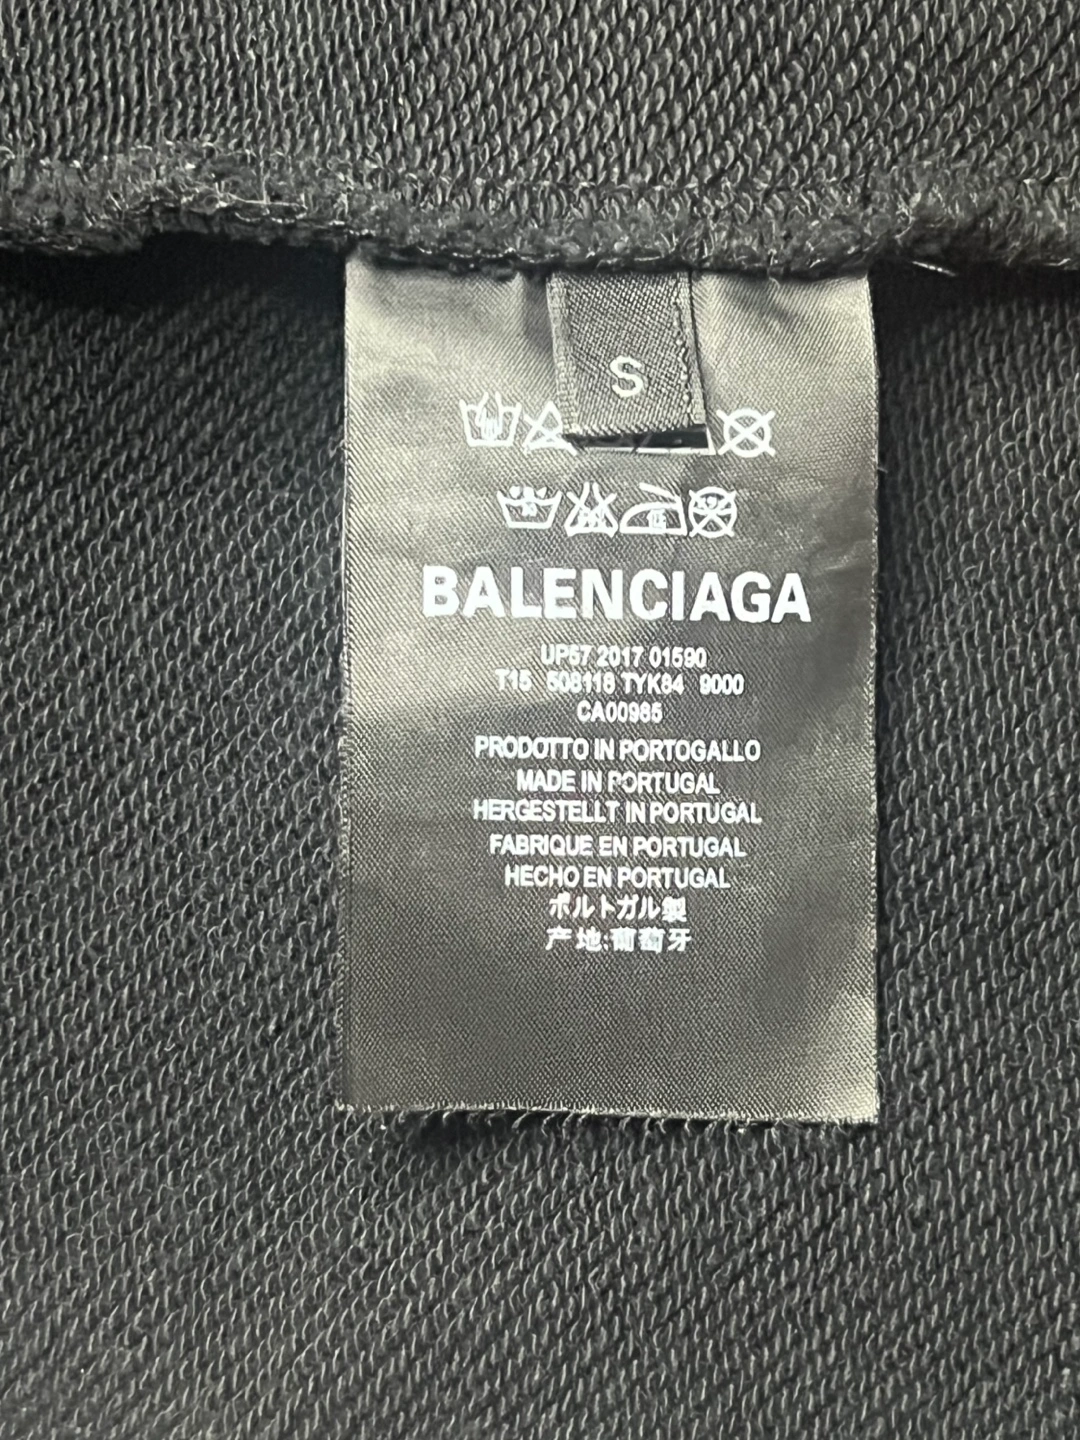 S
BALENCIAGA
UP57 2017 01590
T15 508118 TYK84 9000
CA00985
PRODOTTO IN PORTOGALLO
MADE IN PORTUGAL
HERGESTELLT IN PORTUGAL
FABRIQUE EN PORTUGAL
HECHO EN PORTUGAL
ポルトガル製
产地:葡萄牙